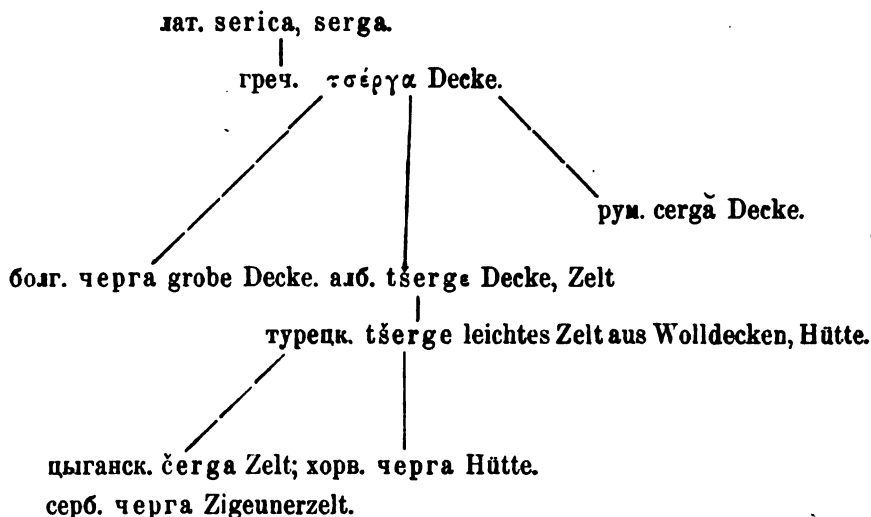 лат. serica, serga.
греч. τσέργα Decke.
рум. cergă Decke.
болг. черга grobe Decke. алб. tšergε Decke, Zelt
турецк. tšerge leichtes Zelt aus Wolldecken, Hütte.
цыганск. čerga Zelt; хорв. черга Hütte.
серб. черга Zigeunerzelt.